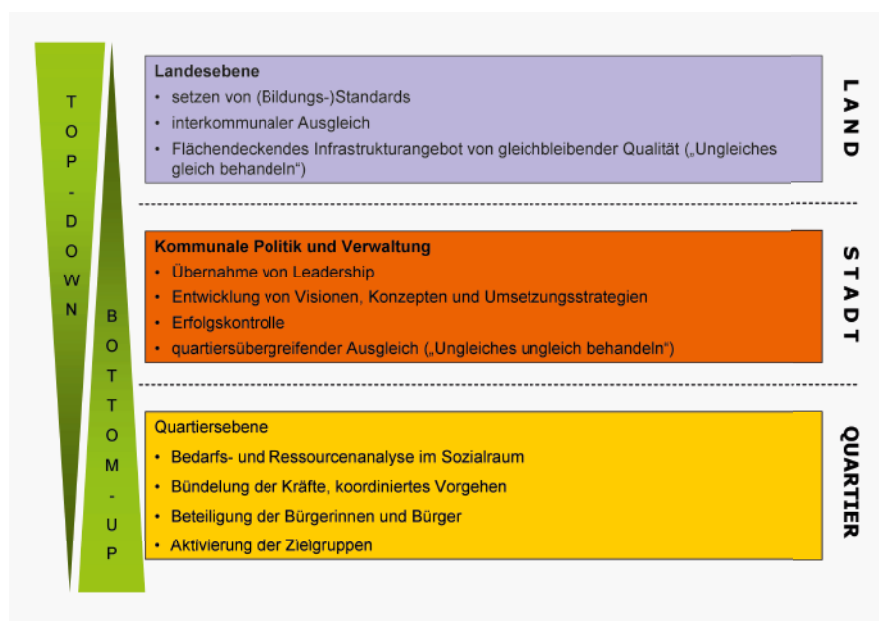 TOP-DOWN
BOTTOM-UP
Landesebene
• setzen von (Bildungs-)Standards
• interkommunaler Ausgleich
• Flächendeckendes Infrastrukturangebot von gleichbleibender Qualität („Ungleiches
gleich behandeln“)
LAND
Kommunale Politik und Verwaltung
• Übernahme von Leadership
• Entwicklung von Visionen, Konzepten und Umsetzungsstrategien
• Erfolgskontrolle
• quartiersübergreifender Ausgleich („Ungleiches ungleich behandeln“)
STADT
Quartiersebene
• Bedarfs- und Ressourcenanalyse im Sozialraum
• Bündelung der Kräfte, koordiniertes Vorgehen
• Beteiligung der Bürgerinnen und Bürger
• Aktivierung der Zielgruppen
QUARTIER